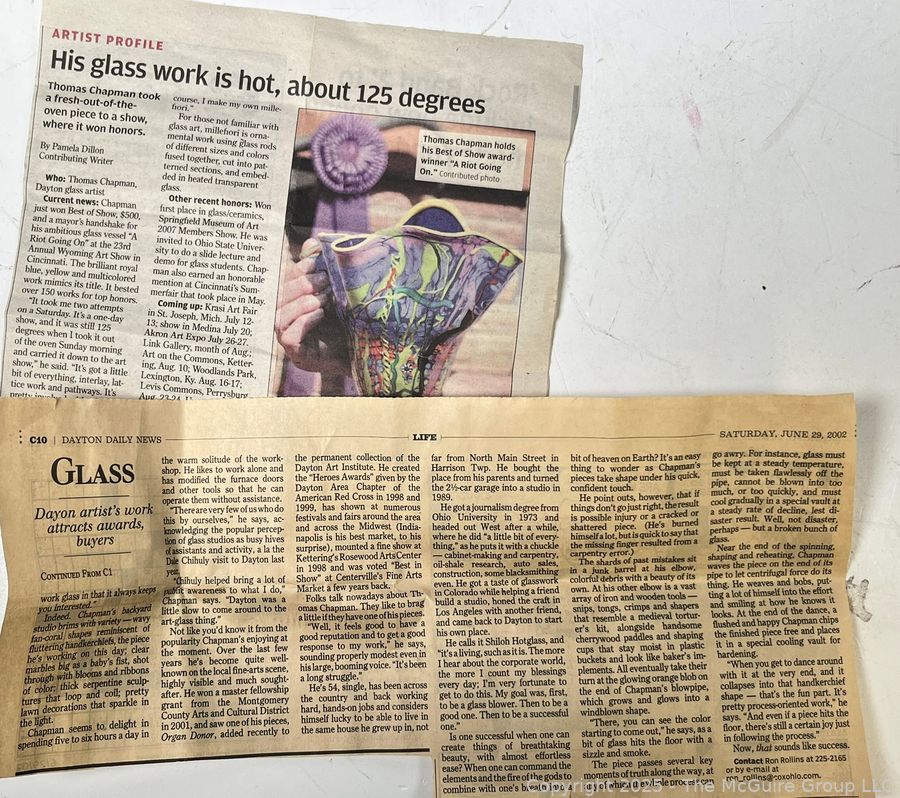 ARTIST PROFILE
His glass work is hot, about 125 degrees
Thomas Chapman took
a fresh-out-of-the-
oven piece to a show,
where it won honors.
By Pamela Dillon
Contributing Writer
Who: Thomas Chapman,
Dayton glass artist
Current news: Chapman
just won Best of Show, $500,
and a mayor's handshake for
his ambitious glass vessel "A
Riot Going On" at the 23rd
Annual Wyoming Art Show in
Cincinnati. The brilliant royal
blue, yellow and multicolored
work mimics its title. It bested
over 150 works for top honors.
"It took me two attempts
on a Saturday. It's a one-day
show, and it was still 125
degrees when I took it out
of the oven Sunday morning
and carried it down to the art
show," he said. "It's got a little
bit of everything, interlay, lat-
tice work and pathways. It's
pretty
course, I make my own mille-
fiori."
For those not familiar with
glass art, millefiori is orna-
mental work using glass rods
of different sizes and colors
fused together, cut into pat-
terned sections, and embed-
ded in heated transparent
glass.
Other recent honors: Won
first place in glass/ceramics,
Springfield Museum of Art
2007 Members Show. He was
invited to Ohio State Univer-
sity to do a slide lecture and
demo for glass students. Chap-
man also earned an honorable
mention at Cincinnati's Sum-
merfair that took place in May.
Coming up: Krasi Art Fair
in St. Joseph, Mich. July 12-
13; show in Medina July 20;
Akron Art Expo July 26-27.
Link Gallery, month of Aug.;
Art on the Commons, Ketter-
ing, Aug. 10; Woodlands Park,
Lexington, Ky. Aug. 16-17;
Levis Commons, Perrysburg
Aug. 23-24
Thomas Chapman holds
his Best of Show award-
winner "A Riot Going
On." Contributed photo
C10 | DAYTON DAILY NEWS
LIFE
SATURDAY, JUNE 29, 2002
GLASS
Dayon artist's work
attracts awards,
buyers
CONTINUED FROM C1
work glass in that it always keeps
you interested."
Indeed. Chapman's backyard
studio brims with variety — wavy
fan-coral shapes reminiscent of
fluttering handkerchiefs, the piece
he's working on this day; clear
marbles big as a baby's fist, shot
through with blooms and ribbons
of color; thick serpentine sculp-
tures that loop and coil; pretty
lawn decorations that sparkle in
the light.
Chapman seems to delight in
spending five to six hours a day in
the warm solitude of the work-
shop. He likes to work alone and
has modified the furnace doors
and other tools so that he can
operate them without assistance.
"There are very few of us who do
this by ourselves," he says, ac-
knowledging the popular percep-
tion of glass studios as busy hives
of assistants and activity, a la the
Dale Chihuly visit to Dayton last
year.
"Chihuly helped bring a lot of
awareness to what I do,"
Chapman says. "Dayton was a
little slow to come around to the
art-glass thing."
Not like you'd know it from the
popularity Chapman's enjoying at
the moment. Over the last few
years he's become quite well-
known on the local fine-arts scene,
highly visible and much sought-
after. He won a master fellowship
grant from the Montgomery
County Arts and Cultural District
in 2001, and saw one of his pieces,
Organ Donor, added recently to
the permanent collection of the
Dayton Art Institute. He created
the "Heroes Awards" given by the
Dayton Area Chapter of the
American Red Cross in 1998 and
1999, has shown at numerous
festivals and fairs around the area
and across the Midwest (Indi-
napolis is his best market, to his
surprise), mounted a fine show at
Kettering's Rosewood Arts Center
in 1998 and was voted "Best in
Show" at Centerville's Fine Arts
Market a few years back.
Folks talk nowadays about Th-
omas Chapman. They like to brag
a little if they have one of his pieces.
"Well, it feels good to have a
good reputation and to get a good
response to my work," he says,
sounding properly modest even in
his large, booming voice. "It's been
a long struggle."
He's 54, single, has been across
the country and back working
hard, hands-on jobs and considers
himself lucky to be able to live in
the same house he grew up in, not
far from North Main Street in
Harrison Twp. He bought the
place from his parents and turned
the 2½-car garage into a studio in
1989.
He got a journalism degree from
Ohio University in 1973 and
headed out West after a while,
where he did "a little bit of every-
thing," as he puts it with a chuckle
— cabinet-making and carpentry,
oil-shale research, auto sales,
construction, some blacksmithing
even. He got a taste of glasswork
in Colorado while helping a friend
build a studio, honed the craft in
Los Angeles with another friend,
and came back to Dayton to start
his own place.
He calls it Shiloh Hotglass, and
"it's a living, such as it is. The more
I hear about the corporate world,
the more I count my blessings
every day; I'm very fortunate to
get to do this. My goal was, first,
to be a glass blower. Then to be a
good one. Then to be a successful
one."
Is one successful when one can
create things of breathtaking
beauty, with almost effortless
ease? When one can command the
elements and the fire of the gods to
combine with one's breath
bit of heaven on Earth? It's an easy
thing to wonder as Chapman's
pieces take shape under his quick,
confident touch.
He points out, however, that if
things don't go just right, the result
is possible injury or a cracked or
shattered piece. (He's burned
himself a lot, but is quick to say that
the missing finger resulted from a
carpentry error.)
The shards of past mistakes sit
in a junk barrel at his elbow,
colorful debris with a beauty of its
own. At his other elbow is a vast
array of iron and wooden tools —
snips, tongs, crimps and shapers
that resemble a medieval tortur-
er's kit, alongside handsome
cherrywood paddles and shaping
cups that stay moist in plastic
buckets and look like baker's im-
plements. All eventually take their
turn at the glowing orange blob on
the end of Chapman's blowpipe,
which grows and glows into a
windblown shape.
"There, you can see the color
starting to come out," he says, as a
bit of glass hits the floor with a
sizzle and smoke.
The piece passes several key
moments of truth along the way, at
any of which the whole process can
go awry. For instance, glass must
be kept at a steady temperature,
must be taken flawlessly off the
pipe, cannot be blown into too
much, or too quickly, and must
cool gradually in a special vault at
a steady rate of decline, lest di-
saster result. Well, not disaster,
perhaps — but a broken bunch of
glass.
Near the end of the spinning,
shaping and reheating, Chapman
waves the piece on the end of its
pipe to let centrifugal force do its
thing. He weaves and bobs, put-
ting a lot of himself into the effort
and smiling at how he knows it
looks. At the end of the dance, a
flushed and happy Chapman chips
the finished piece free and places
it in a special cooling vault for
hardening.
"When you get to dance around
with it at the very end, and it
collapses into that handkerchief
shape — that's the fun part. It's
pretty process-oriented work," he
says. "And even if a piece hits the
floor, there's still a certain joy just
in following the process."
Now, that sounds like success.
Contact Ron Rollins at 225-2165
or by e-mail at
ron_rollins@coxohio.com.
Copyright 2025 - The McGuire Group LLC